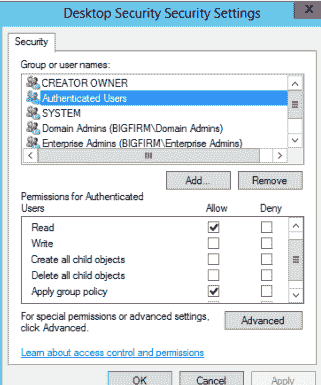 Desktop Security Security Settings
x
Security
Group or user names:
CREATOR OWNER
Authenticated Users
SYSTEM
Domain Admins (BIGFIRM\Domain Admins)
Enterprise Admins (BIGFIRM\Enterprise Admins)
Add... Remove
Permissions for Authenticated
Users Allow Deny
Read
Write
Create all child objects
Delete all child objects
Apply group policy
For special permissions or advanced settings,
click Advanced. Advanced
Learn about access control and permissions
OK Cancel Apply